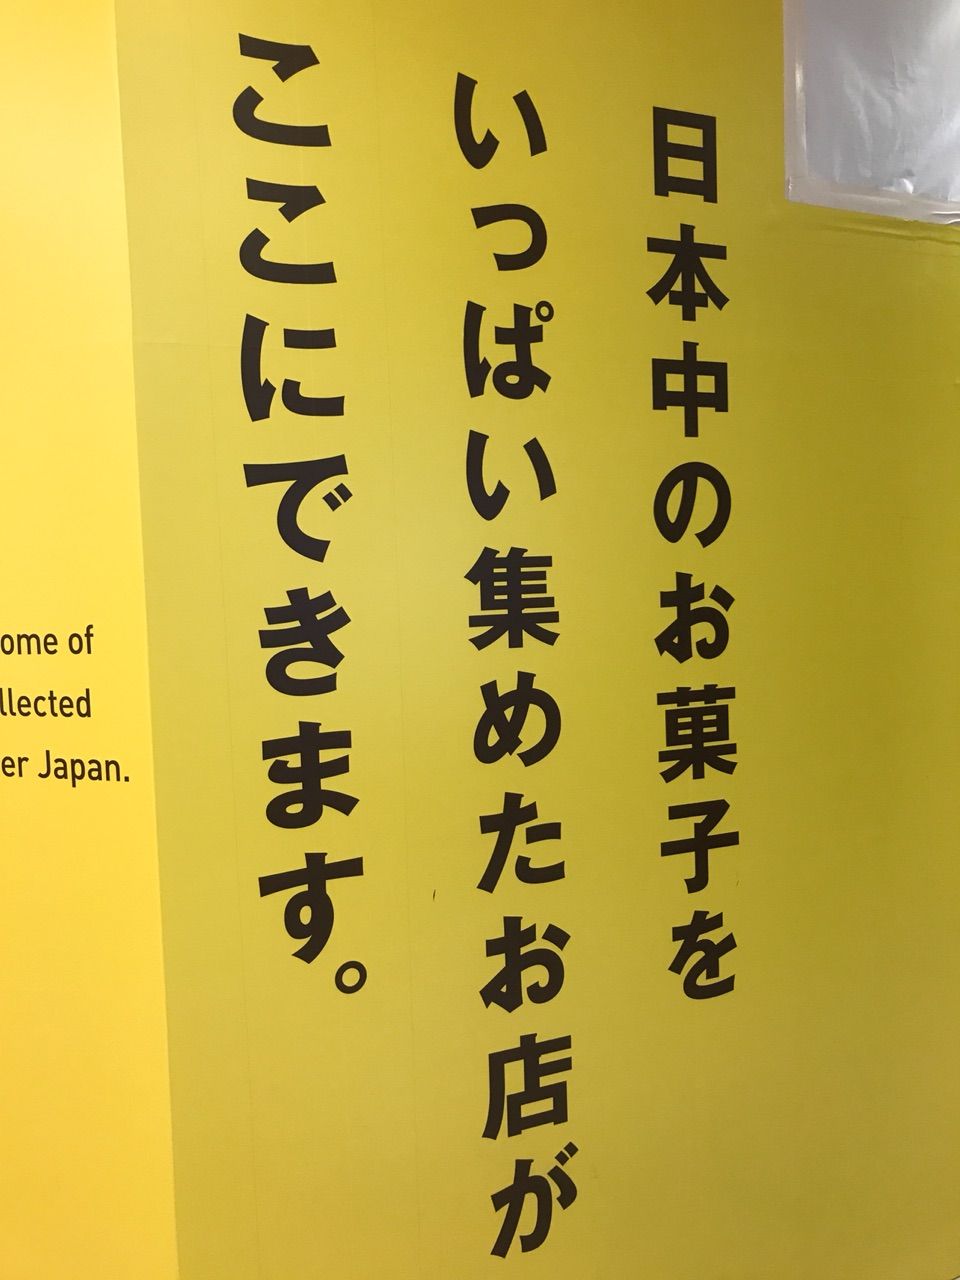 日本中のお菓子を
いっぱい集めたお店が
ここにできます。
ome of
llected
er Japan.